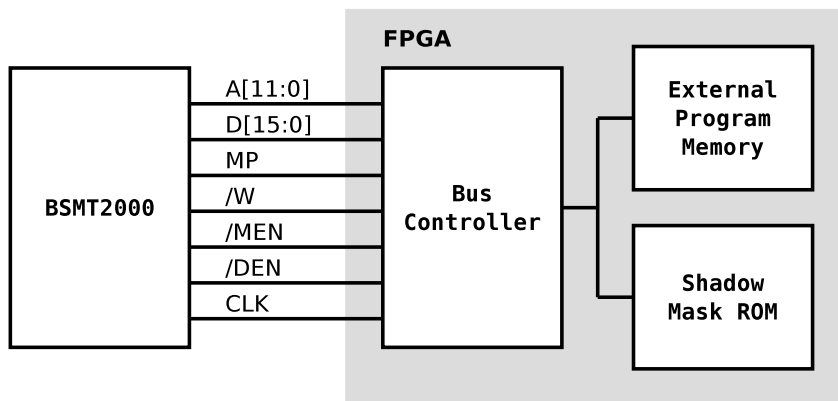 FPGA
BSMT2000
A[11:0]
D[15:0]
MP
/W
/MEN
/DEN
CLK
Bus
Controller
External
Program
Memory
Shadow
Mask ROM